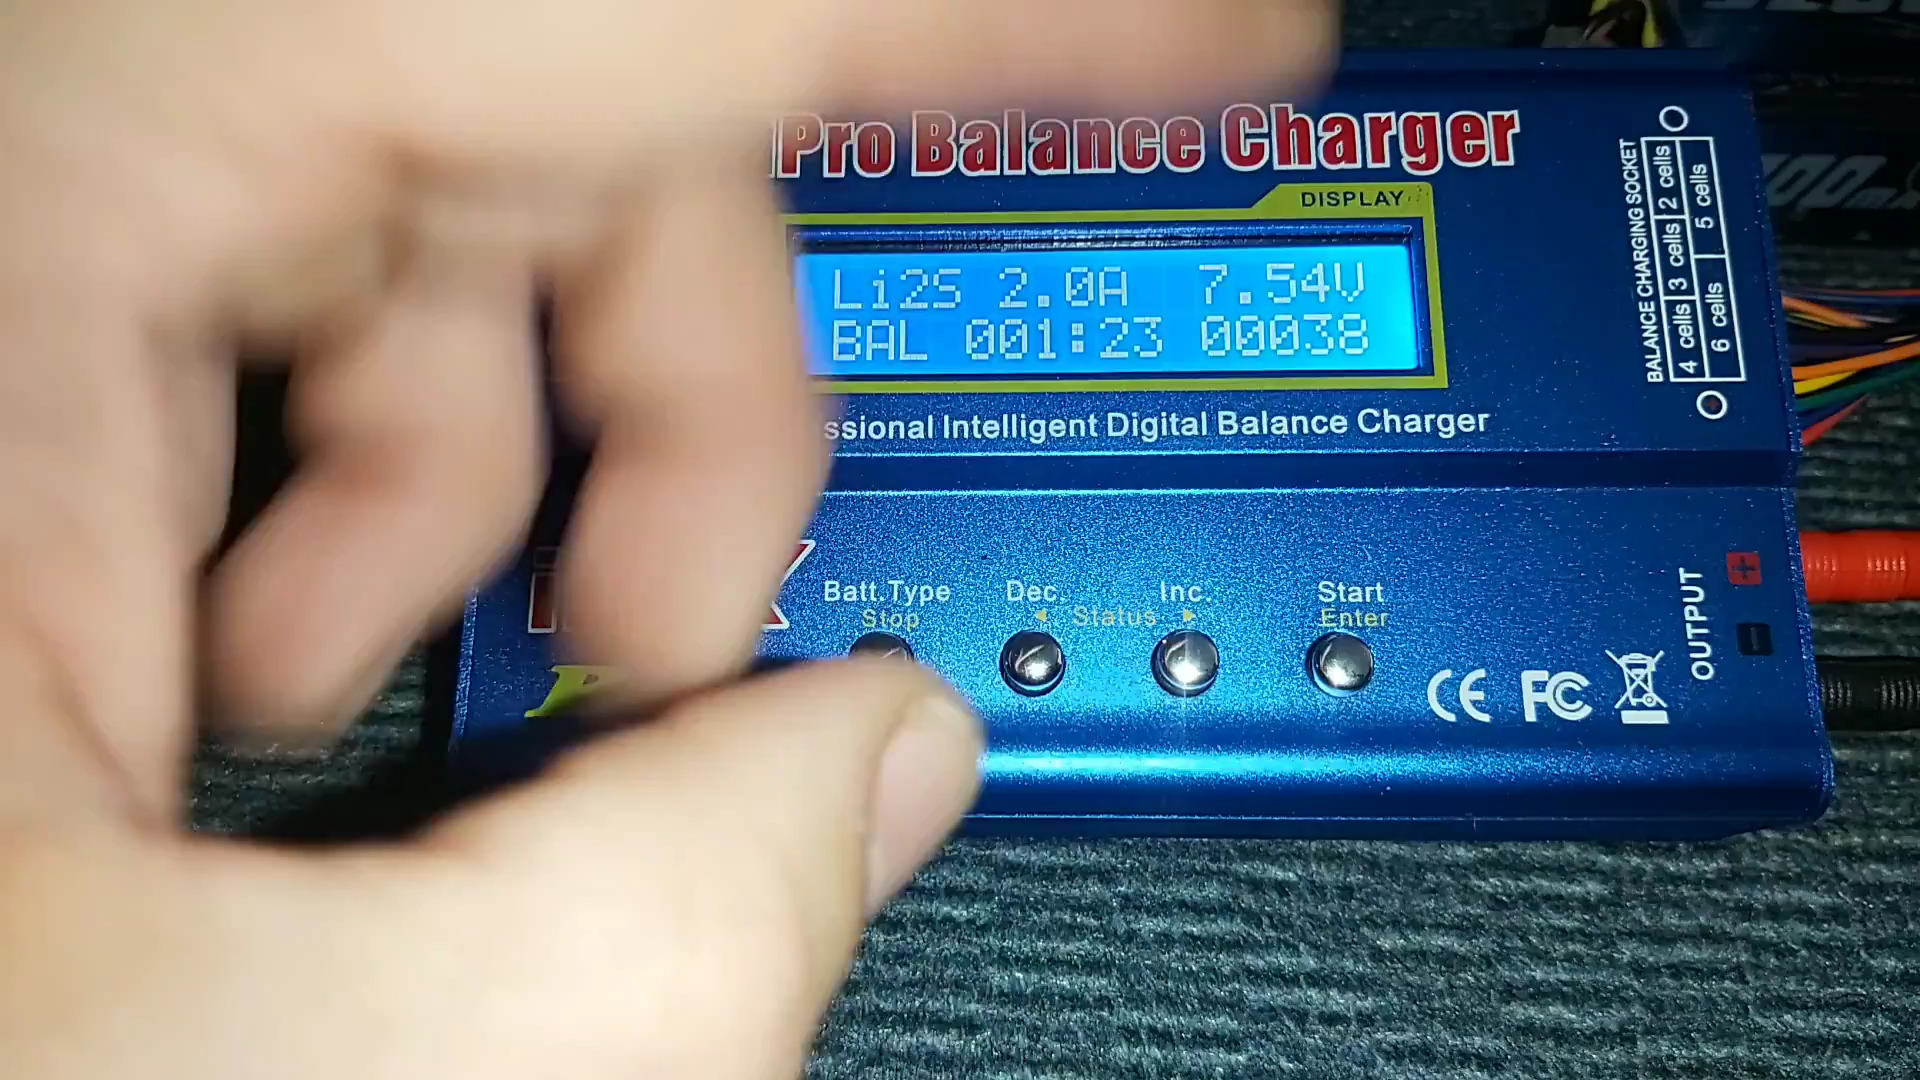 Pro Balance Charger
DISPLAY
Li2S 2.0A 7.54V
BAL 001:23 00038
ssional Intelligent Digital Balance Charger
BALANCE CHARGING SOCKET
4 cells 3 cells 2 cells
6 cells 5 cells
Batt.Type Dec. Inc. Start
Stop ◄ Status ► Enter
OUTPUT
+
-
CE FC